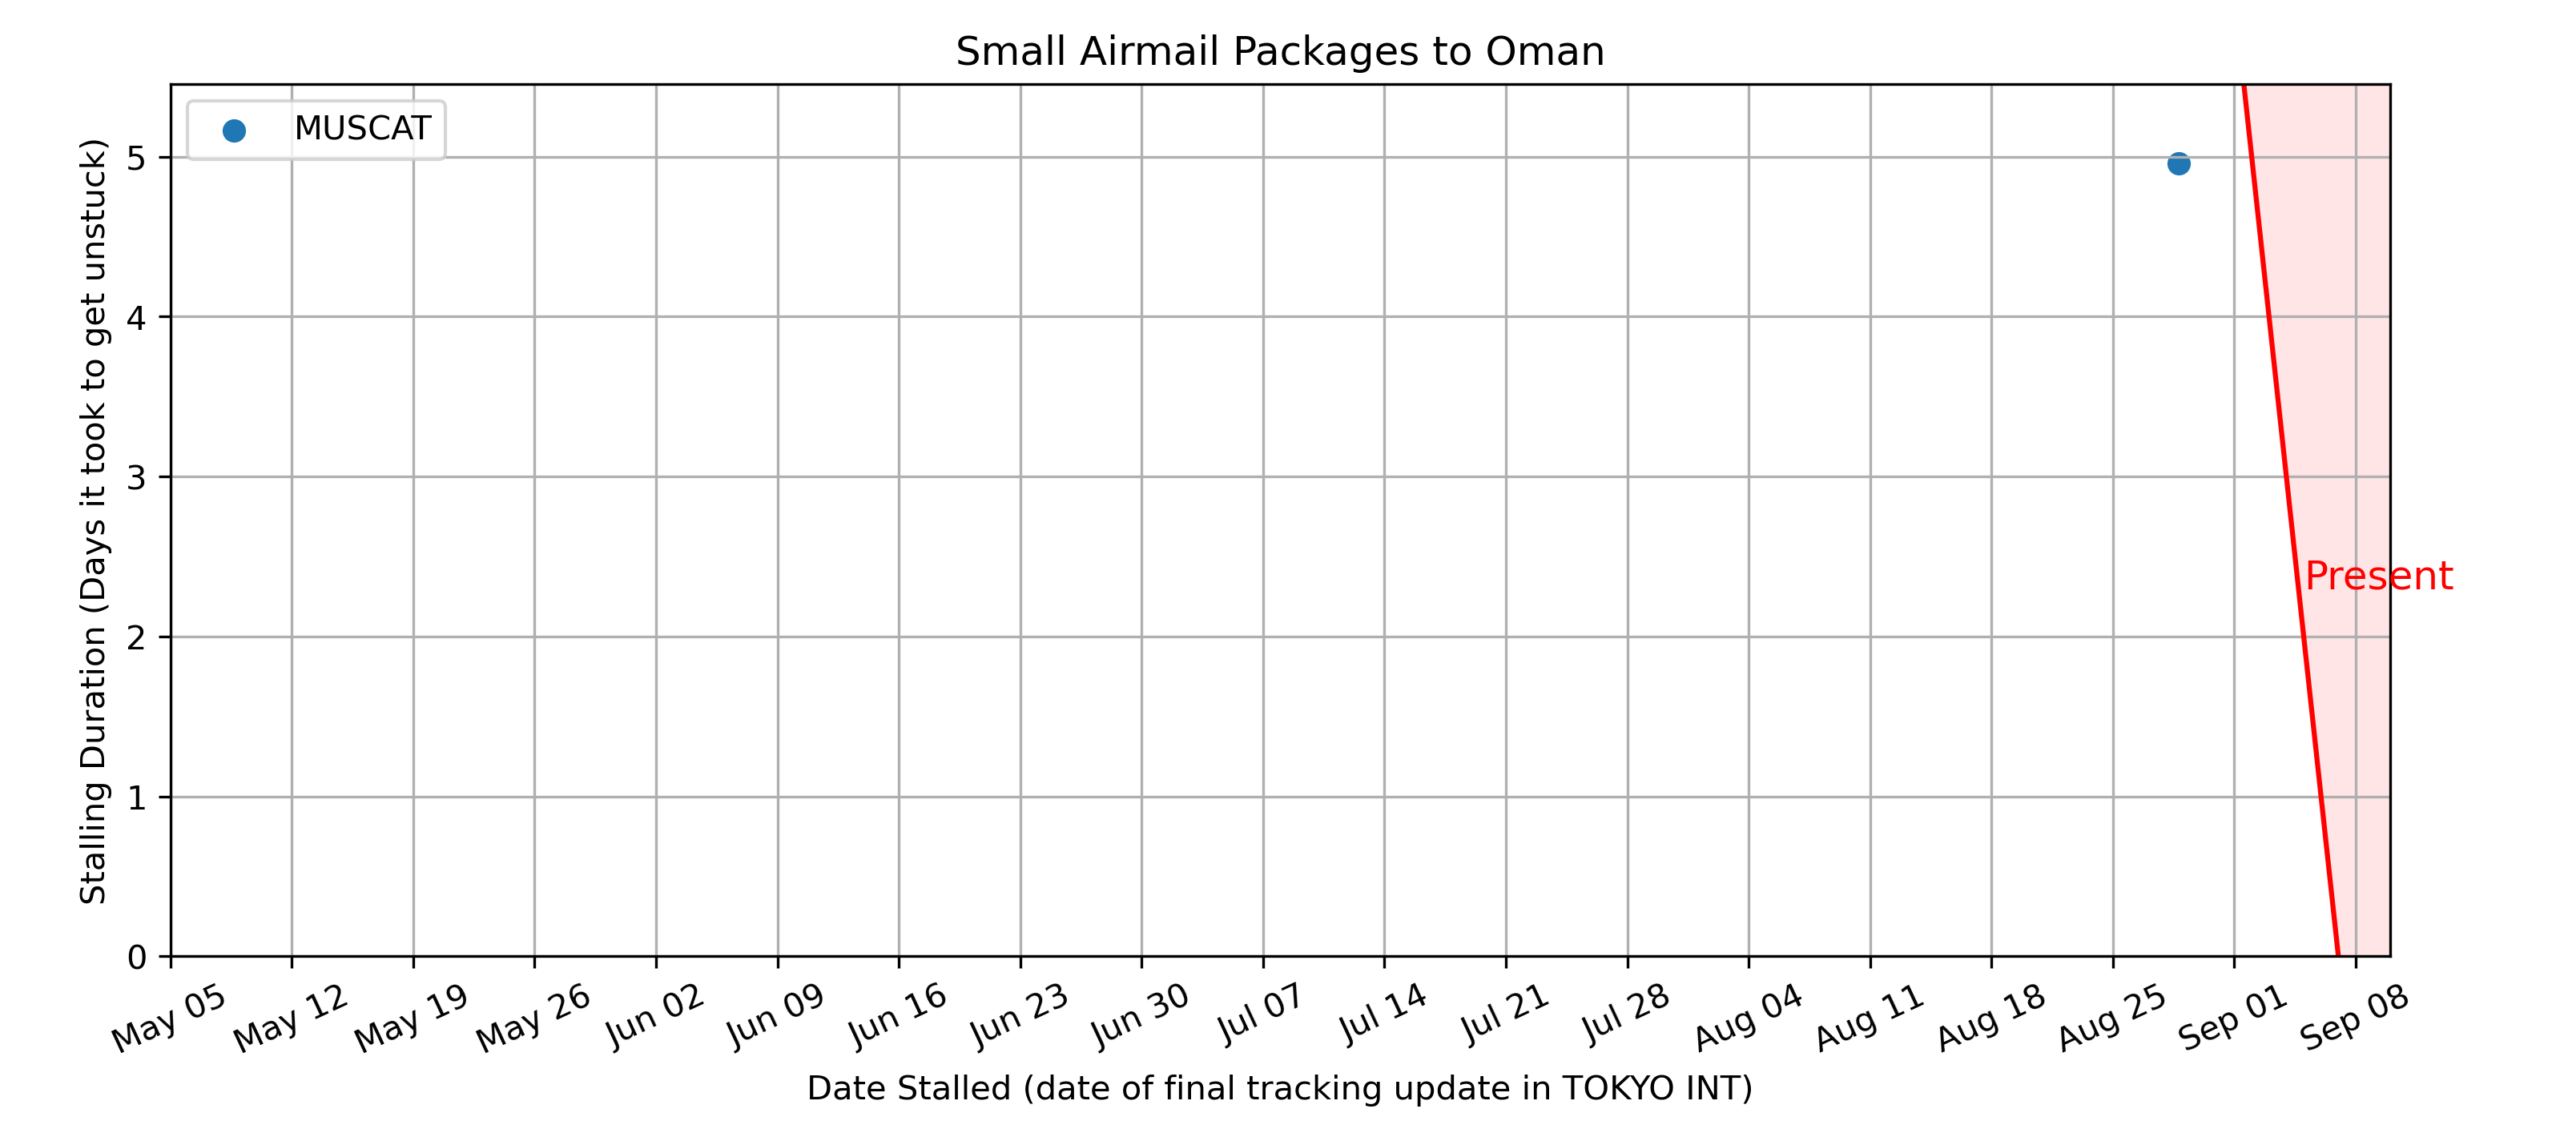 Small Airmail Packages to Oman
MUSCAT
Stalling Duration (Days it took to get unstuck)
5
4
3
2
1
0
Present
May 05 May 12 May 19 May 26 Jun 02 Jun 09 Jun 16 Jun 23 Jun 30 Jul 07 Jul 14 Jul 21 Jul 28 Aug 04 Aug 11 Aug 18 Aug 25 Sep 01 Sep 08
Date Stalled (date of final tracking update in TOKYO INT)